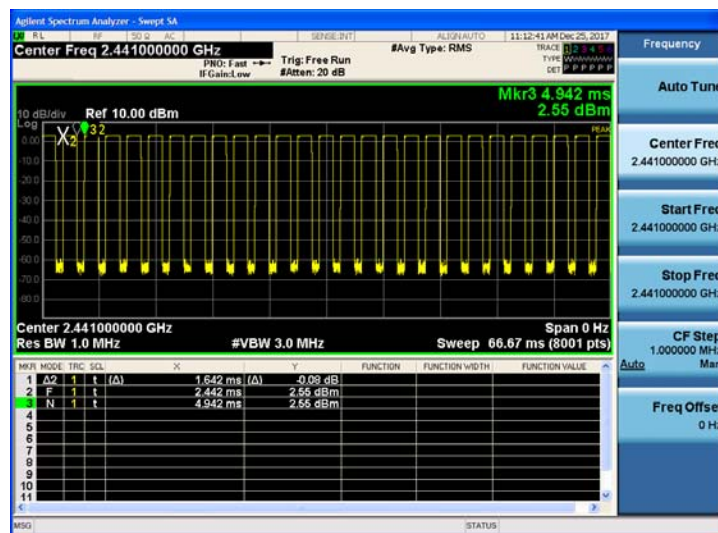 Agilent Spectrum Analyzer - Swept SA
RL RF 50 Ω AC SENSE:INT ALIGN AUTO 11:12:41 AM Dec 25, 2017
Center Freq 2.441000000 GHz #Avg Type: RMS TRACE 1 2 3 4 5 6
PNO: Fast Trig: Free Run TYPE
IFGain:Low #Atten: 20 dB DET P P P P P P
Mkr3 4.942 ms
2.55 dBm
10 dB/div Ref 10.00 dBm
Log
PEAK
X2 3 2
0.00
-10.0
-20.0
-30.0
-40.0
-50.0
-60.0
-70.0
-80.0
Center 2.441000000 GHz Span 0 Hz
Res BW 1.0 MHz #VBW 3.0 MHz Sweep 66.67 ms (8001 pts)
MKR MODE TRC SCL X Y FUNCTION FUNCTION WIDTH FUNCTION VALUE
1 Δ2 1 t (Δ) 1.642 ms (Δ) -0.08 dB
2 F 1 t 2.442 ms 2.55 dBm
3 N 1 t 4.942 ms 2.55 dBm
4
5
6
7
8
9
10
11
MSG STATUS
Frequency
Auto Tun
Center Freq
2.441000000 GHz
Start Freq
2.441000000 GHz
Stop Freq
2.441000000 GHz
CF Step
1.000000 MHz
Auto Man
Freq Offse
0 Hz